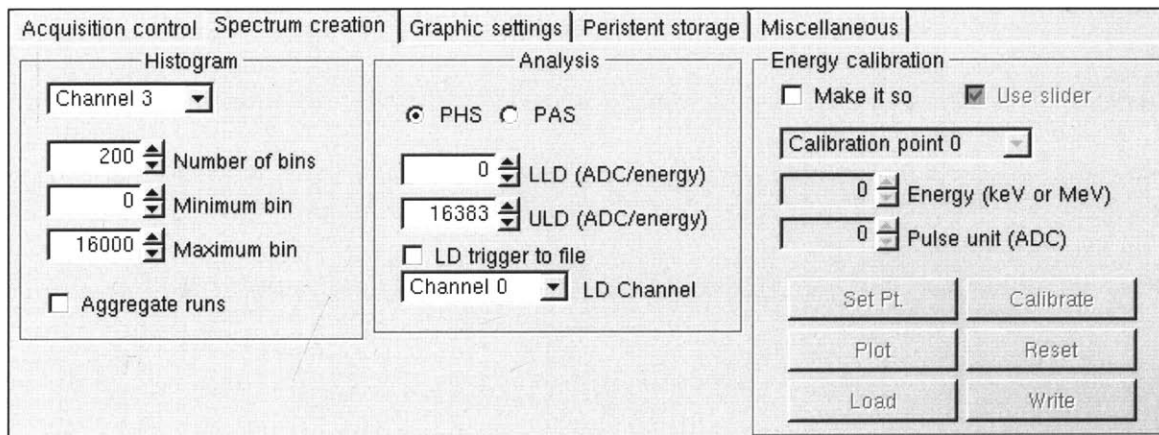 Acquisition control Spectrum creation Graphic settings Peristent storage Miscellaneous
Histogram
Channel 3
200 Number of bins
0 Minimum bin
16000 Maximum bin
Aggregate runs
Analysis
PHS PAS
0 LLD (ADC/energy)
16383 ULD (ADC/energy)
LD trigger to file
Channel 0 LD Channel
Energy calibration
Make it so Use slider
Calibration point 0
0 Energy (keV or MeV)
0 Pulse unit (ADC)
Set Pt. Calibrate
Plot Reset
Load Write